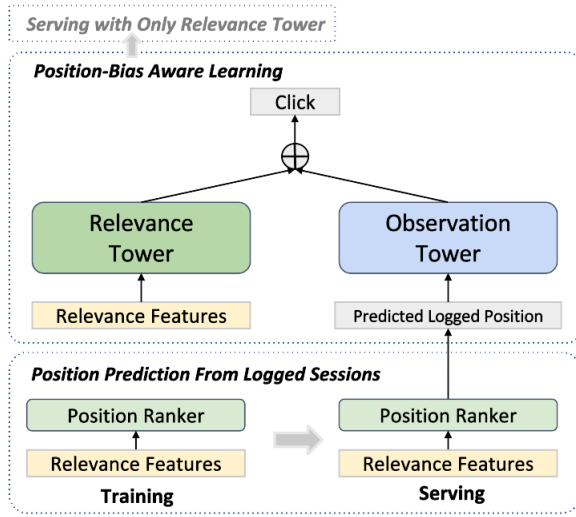 Serving with Only Relevance Tower
Position-Bias Aware Learning
Click
Relevance
Tower
Observation
Tower
Relevance Features
Predicted Logged Position
Position Prediction From Logged Sessions
Position Ranker
Position Ranker
Relevance Features
Relevance Features
Training
Serving